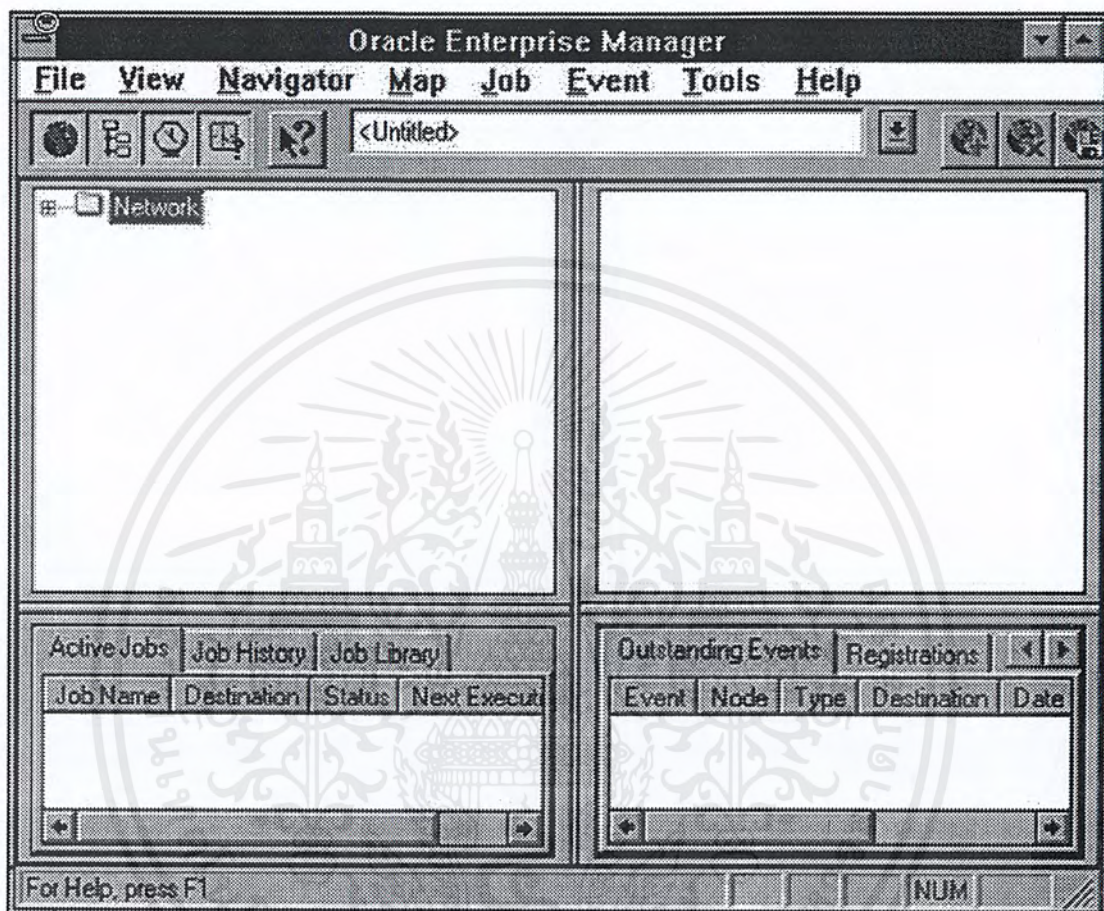 Oracle Enterprise Manager
File View Navigator Map Job Event Tools Help
<Untitled>
Network
Active Jobs Job History Job Library
Job Name Destination Status Next Execut
Outstanding Events Registrations
Event Node Type Destination Date
For Help, press F1
NUM